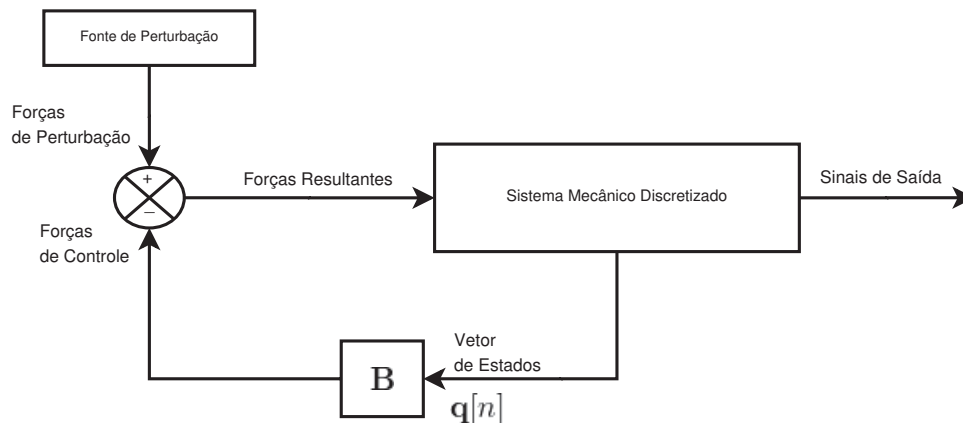 Fonte de Perturbação
Forças
de Perturbação
+
−
Forças Resultantes
Sistema Mecânico Discretizado
Sinais de Saída
Forças
de Controle
B
Vetor
de Estados
q[n]